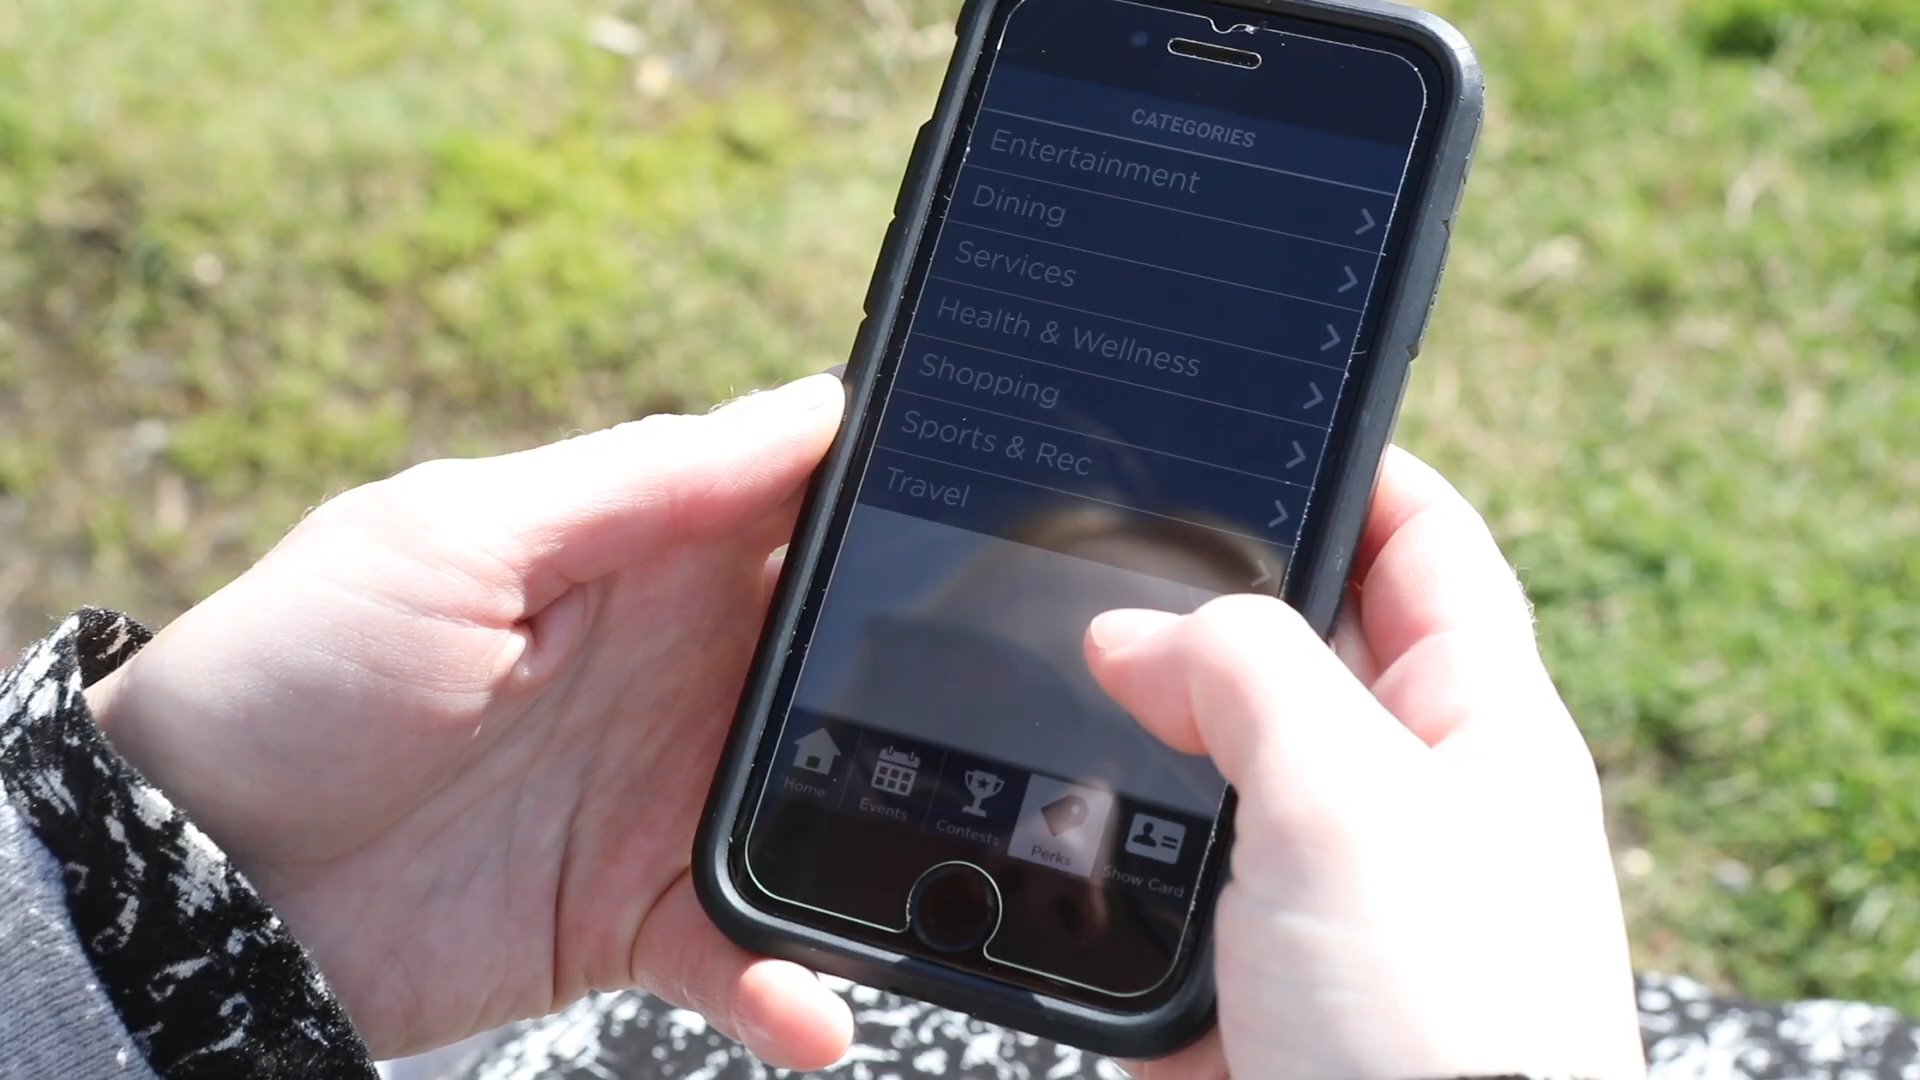 CATEGORIES
Entertainment
Dining
Services
Health & Wellness
Shopping
Sports & Rec
Travel
Home
Events
Contests
Perks
Show Card